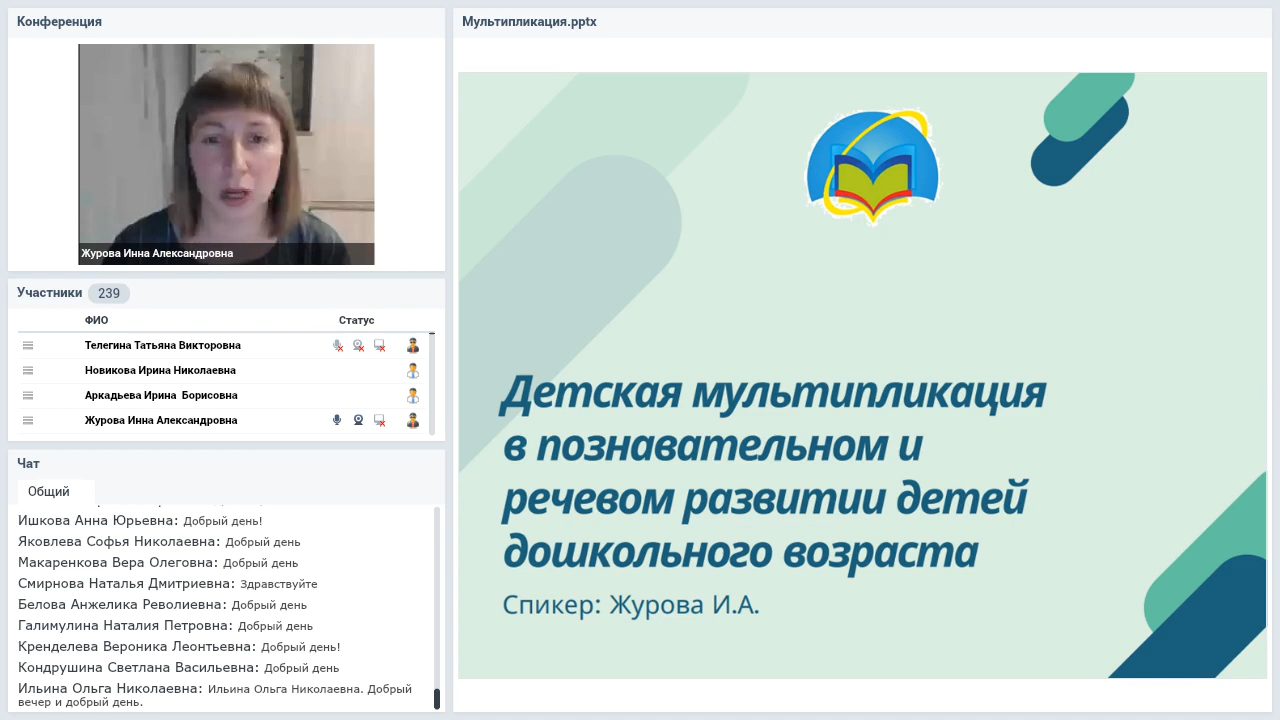 Конференция
Журова Инна Александровна
Участники 239
ФИО Статус
Телегина Татьяна Викторовна
Новикова Ирина Николаевна
Аркадьева Ирина Борисовна
Журова Инна Александровна
Чат
Общий
Ишкова Анна Юрьевна: Добрый день!
Яковлева Софья Николаевна: Добрый день
Макаренкова Вера Олеговна: Добрый день
Смирнова Наталья Дмитриевна: Здравствуйте
Белова Анжелика Револиевна: Добрый день
Галимулина Наталия Петровна: Добрый день
Кренделева Вероника Леонтьевна: Добрый день!
Кондрушина Светлана Васильевна: Добрый день
Ильина Ольга Николаевна: Ильина Ольга Николаевна. Добрый
вечер и добрый день.
Мультипликация.pptx
Детская мультипликация
в познавательном и
речевом развитии детей
дошкольного возраста
Спикер: Журова И.А.